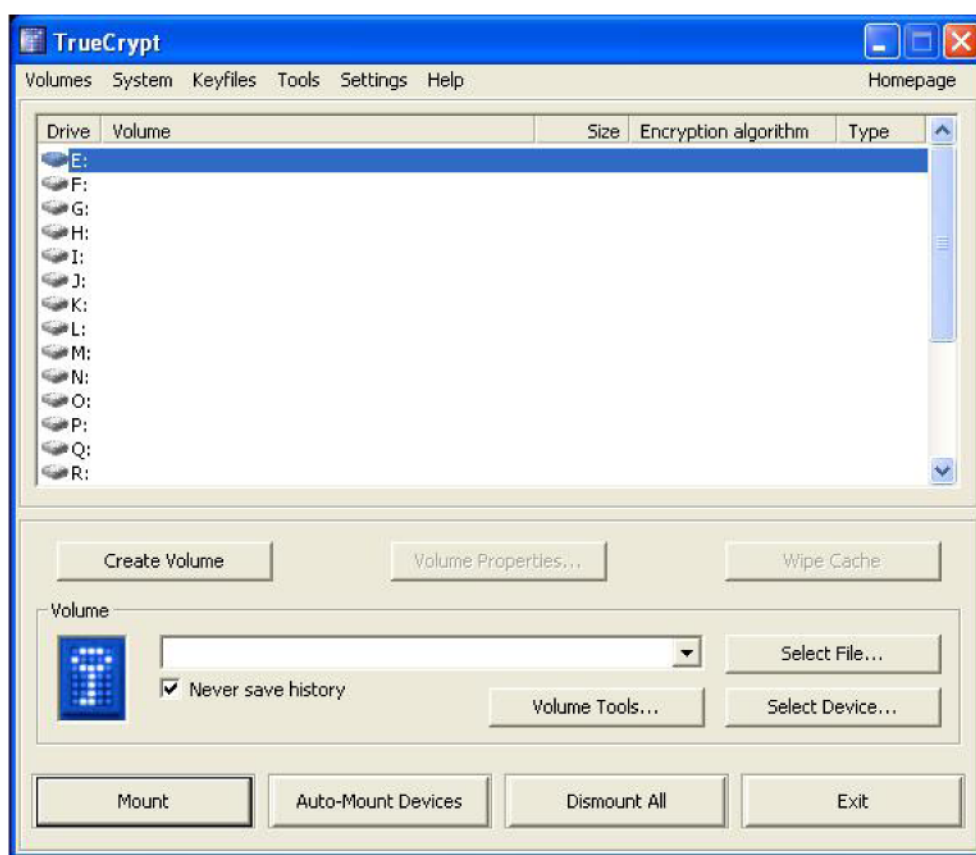 TrueCrypt
Volumes System Keyfiles Tools Settings Help Homepage
Drive Volume Size Encryption algorithm Type
E:
F:
G:
H:
I:
J:
K:
L:
M:
N:
O:
P:
Q:
R:
Create Volume Volume Properties... Wipe Cache
Volume
Select File...
Never save history
Volume Tools... Select Device...
Mount Auto-Mount Devices Dismount All Exit